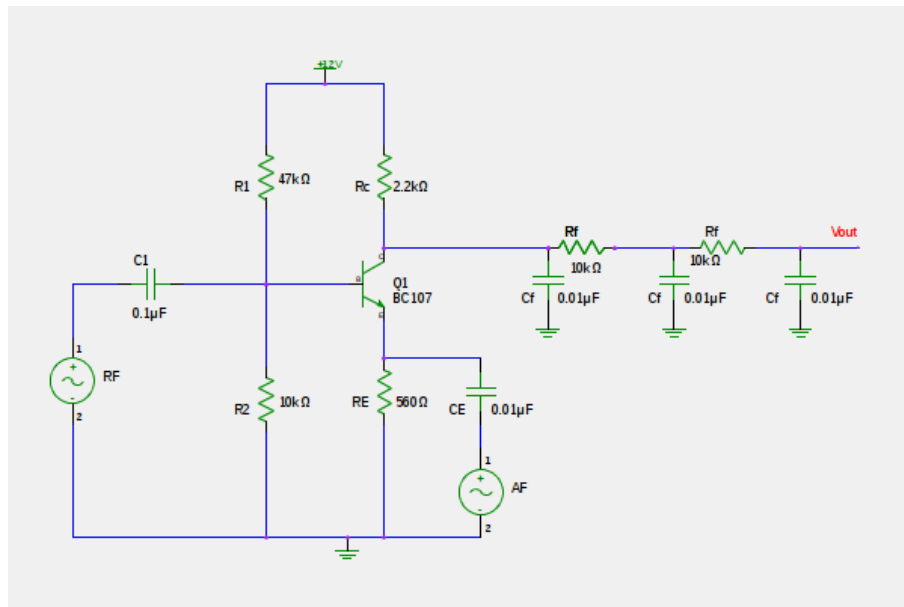 +12V
R1
47kΩ
Rc
2.2kΩ
Rf
10kΩ
Rf
10kΩ
Vout
C1
0.1µF
C
B
E
Q1
BC107
Cf
0.01µF
Cf
0.01µF
Cf
0.01µF
1
+
-
2
RF
R2
10kΩ
RE
560Ω
CE
0.01µF
1
+
-
2
AF